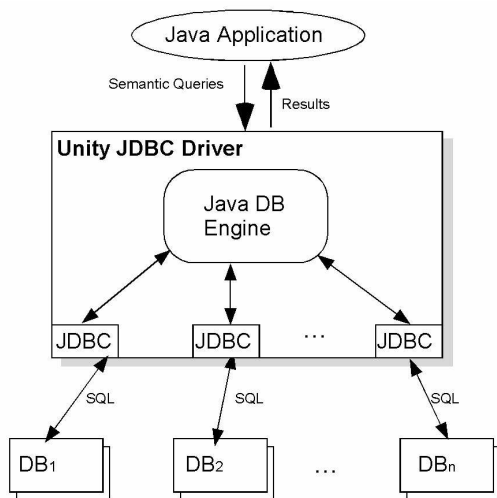 Java Application
Semantic Queries
Results
Unity JDBC Driver
Java DB
Engine
JDBC
JDBC
...
JDBC
SQL
SQL
SQL
DB1
DB2
...
DBn